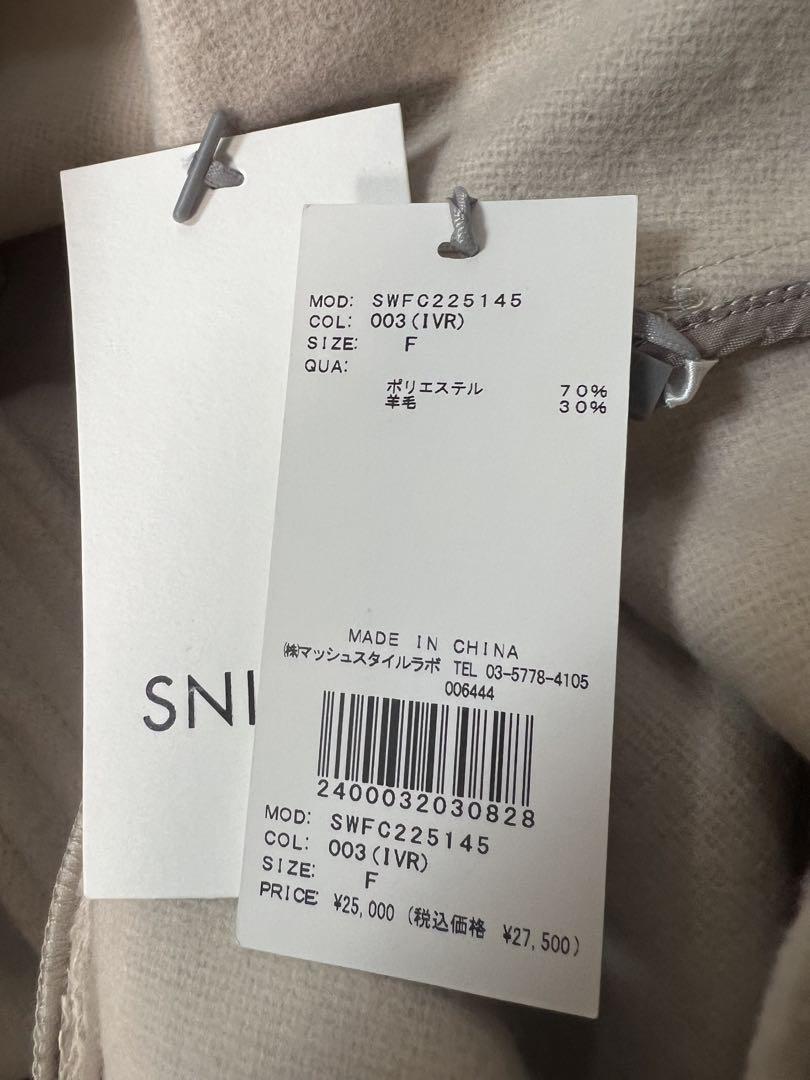 MOD: SWFC225145
COL: 003(IVR)
SIZE: F
QUA:
ポリエステル 70%
羊毛 30%
MADE IN CHINA
㈱マッシュスタイルラボ TEL 03-5778-4105
006444
2400032030828
MOD: SWFC225145
COL: 003(IVR)
SIZE: F
PRICE: ¥25,000 (税込価格 ¥27,500)
SNI